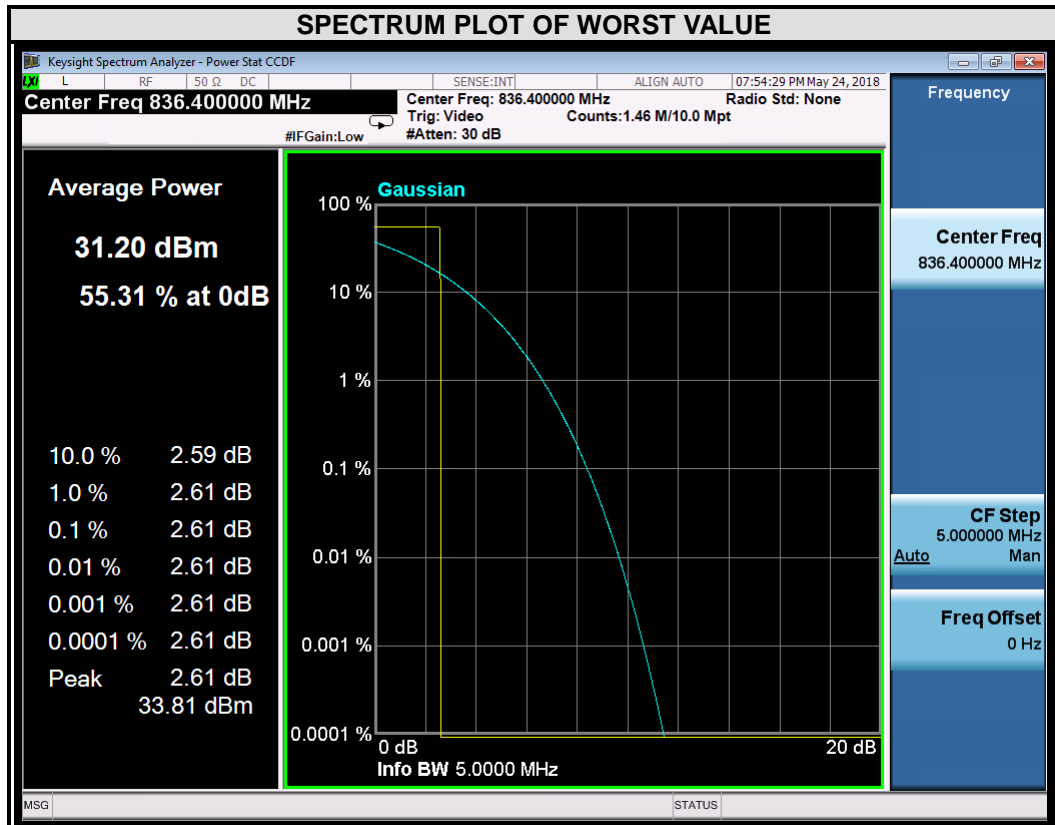 SPECTRUM PLOT OF WORST VALUE
Keysight Spectrum Analyzer - Power Stat CCDF
LXI L RF 50 Ω DC SENSE:INT ALIGN AUTO 07:54:29 PM May 24, 2018
Center Freq 836.400000 MHz
#IFGain:Low
Center Freq: 836.400000 MHz
Radio Std: None
Trig: Video
Counts:1.46 M/10.0 Mpt
#Atten: 30 dB
Average Power
31.20 dBm
55.31 % at 0dB
10.0 % 2.59 dB
1.0 % 2.61 dB
0.1 % 2.61 dB
0.01 % 2.61 dB
0.001 % 2.61 dB
0.0001 % 2.61 dB
Peak 2.61 dB
33.81 dBm
Gaussian
100 %
10 %
1 %
0.1 %
0.01 %
0.001 %
0.0001 %
0 dB
20 dB
Info BW 5.0000 MHz
Frequency
Center Freq
836.400000 MHz
CF Step
5.000000 MHz
Auto Man
Freq Offset
0 Hz
MSG
STATUS